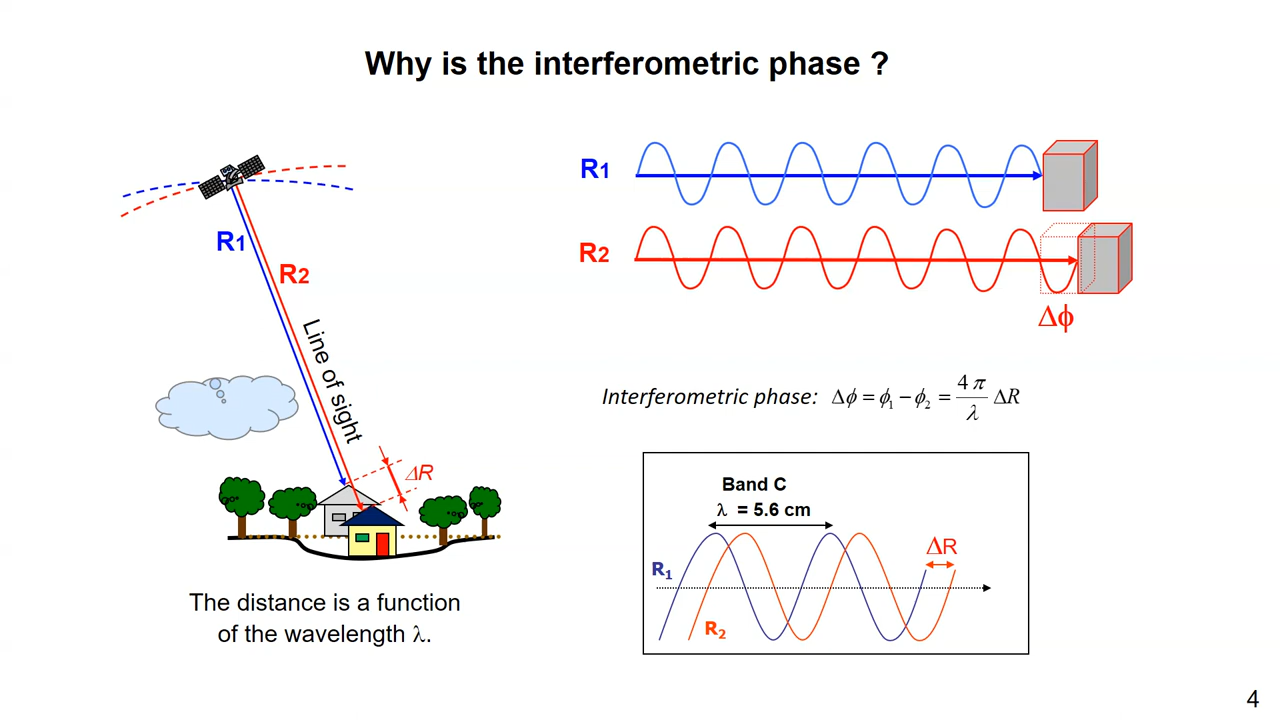 Why is the interferometric phase ?
R1
R2
Line of sight
ΔR
The distance is a function
of the wavelength λ.
R1
R2
Δϕ
Interferometric phase: Δϕ = ϕ₁ − ϕ₂ = 4π/λ ΔR
Band C
λ = 5.6 cm
ΔR
R₁
R₂
4